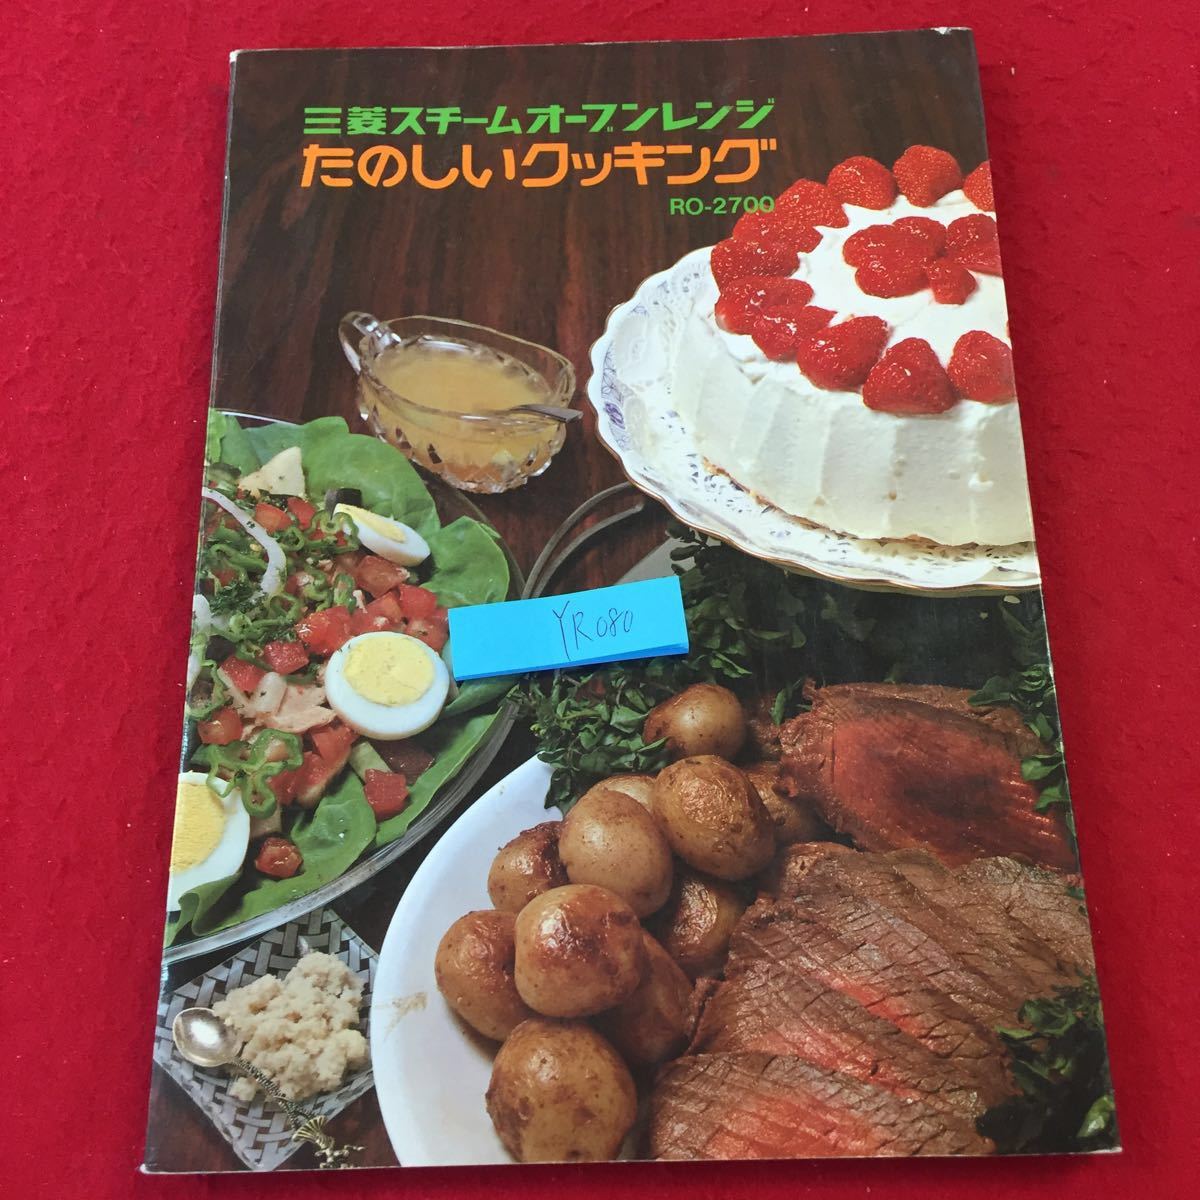 三菱スチームオーブンレンジ
たのしいクッキング
RO-2700
YR080